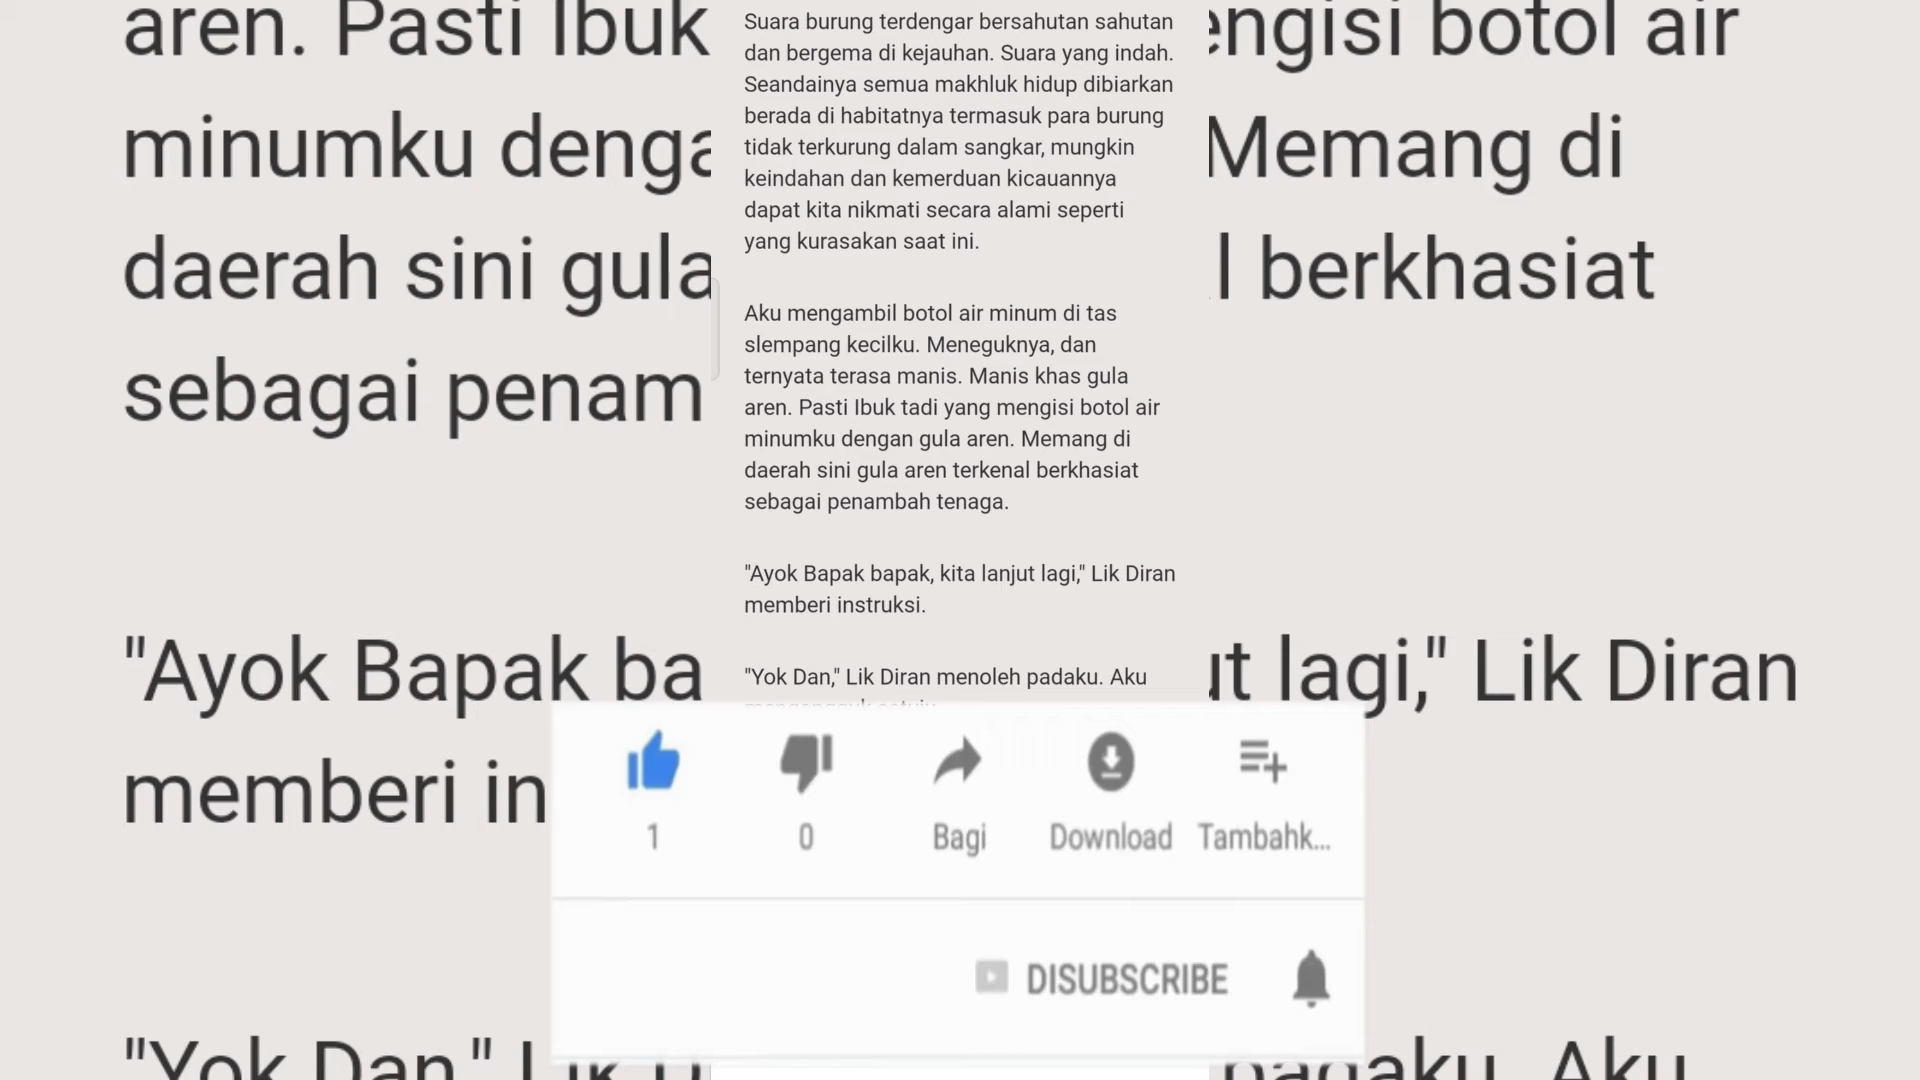 Suara burung terdengar bersahutan sahutan
dan bergema di kejauhan. Suara yang indah.
Seandainya semua makhluk hidup dibiarkan
berada di habitatnya termasuk para burung
tidak terkurung dalam sangkar, mungkin
keindahan dan kemerduan kicauannya
dapat kita nikmati secara alami seperti
yang kurasakan saat ini.
Aku mengambil botol air minum di tas
slempang kecilku. Meneguknya, dan
ternyata terasa manis. Manis khas gula
aren. Pasti Ibuk tadi yang mengisi botol air
minumku dengan gula aren. Memang di
daerah sini gula aren terkenal berkhasiat
sebagai penambah tenaga.
"Ayok Bapak bapak, kita lanjut lagi," Lik Diran
memberi instruksi.
"Yok Dan," Lik Diran menoleh padaku. Aku
aren. Pasti Ibuk
engisi botol air
minumku denga
Memang di
daerah sini gula
l berkhasiat
sebagai penam
"Ayok Bapak ba
ut lagi," Lik Diran
memberi in
"Yok Dan," Lik D
padaku. Aku
1
0
Bagi
Download
Tambahk...
DISUBSCRIBE